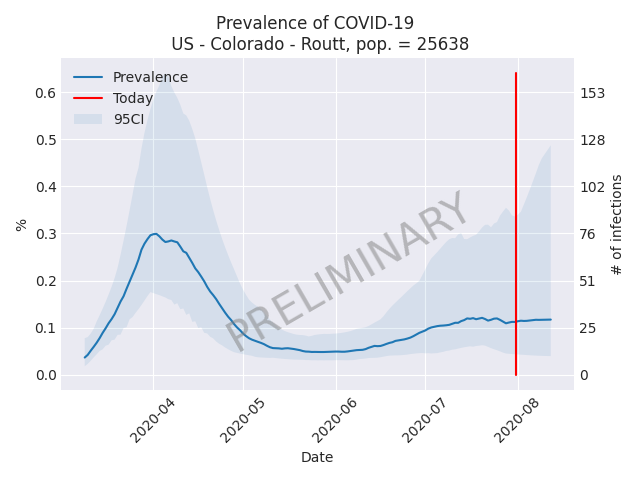 Prevalence of COVID-19
US - Colorado - Routt, pop. = 25638
Prevalence
Today
95CI
0.6
0.5
0.4
0.3
0.2
0.1
0.0
%
153
128
102
76
51
25
0
# of infections
PRELIMINARY
2020-04
2020-05
2020-06
2020-07
2020-08
Date